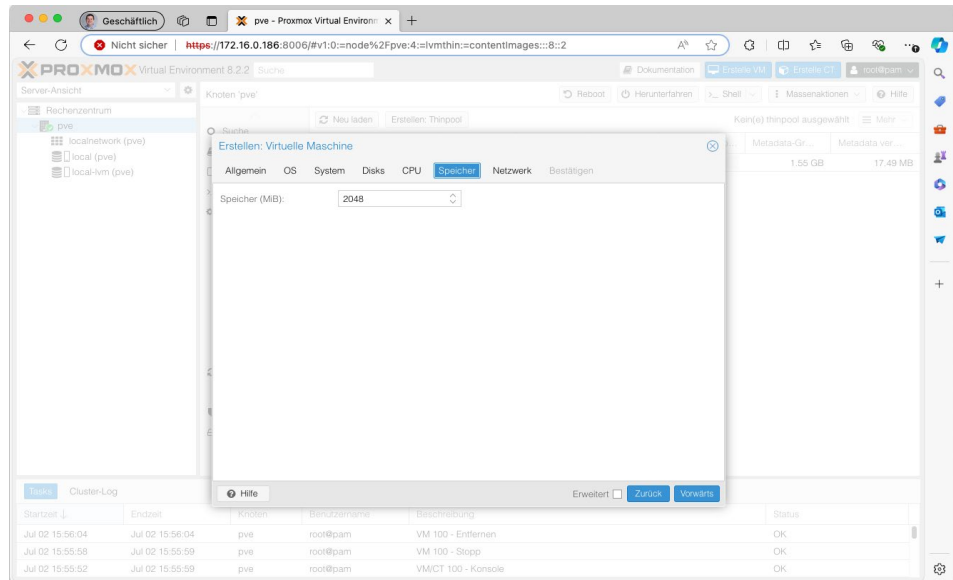 Geschäftlich
pve - Proxmox Virtual Environm
Nicht sicher | https://172.16.0.186:8006/#v1:0:=node%2Fpve:4:=lvmthin:=contentImages:::8::2
PROXMOX Virtual Environment 8.2.2 Suche
Dokumentation Erstelle VM Erstelle CT root@pam
Server-Ansicht
Knoten 'pve'
Reboot Herunterfahren Shell Massenaktionen Hilfe
Rechenzentrum
pve
localnetwork (pve)
local (pve)
local-lvm (pve)
Suche
Neu laden Erstellen: Thinpool
Kein(e) thinpool ausgewählt Mehr
Metadata-Gr... Metadata ver...
1.55 GB 17.49 MB
Erstellen: Virtuelle Maschine
Allgemein OS System Disks CPU Speicher Netzwerk Bestätigen
Speicher (MiB): 2048
Hilfe
Erweitert Zurück Vorwärts
Tasks Cluster-Log
Startzeit ↓ Endzeit Knoten Benutzername Beschreibung Status
Jul 02 15:56:04 Jul 02 15:56:04 pve root@pam VM 100 - Entfernen OK
Jul 02 15:55:58 Jul 02 15:55:59 pve root@pam VM 100 - Stopp OK
Jul 02 15:55:52 Jul 02 15:55:59 pve root@pam VM/CT 100 - Konsole OK